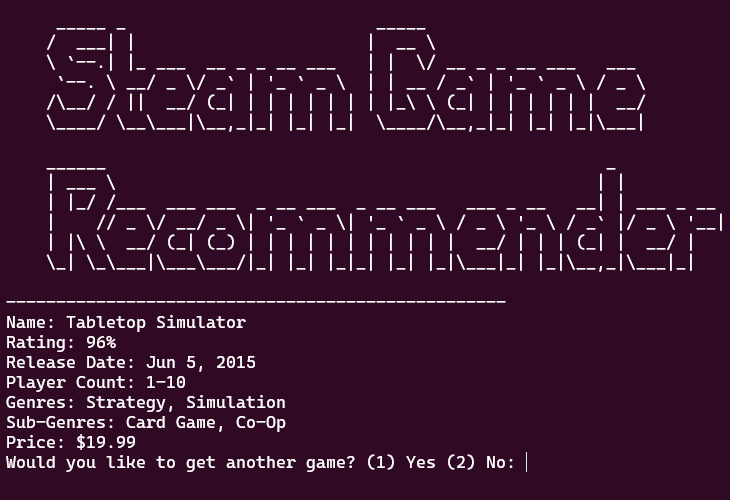 Steam Game
Recommender
--------------------------------------------------
Name: Tabletop Simulator
Rating: 96%
Release Date: Jun 5, 2015
Player Count: 1-10
Genres: Strategy, Simulation
Sub-Genres: Card Game, Co-Op
Price: $19.99
Would you like to get another game? (1) Yes (2) No: